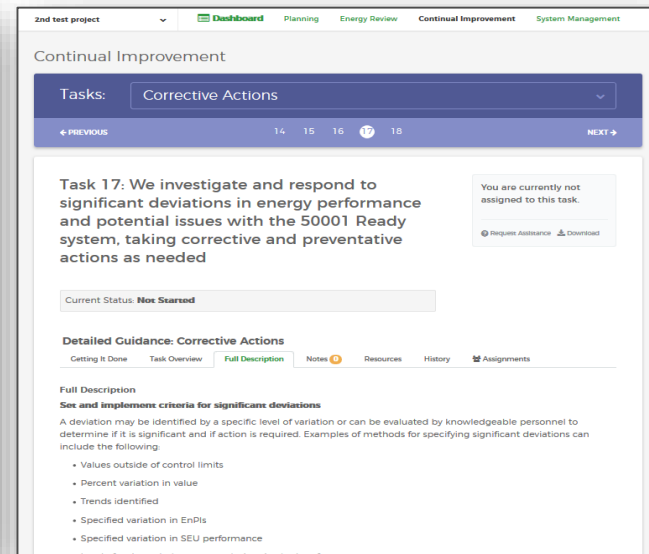 2nd test project
Dashboard Planning Energy Review Continual Improvement System Management
Continual Improvement
Tasks: Corrective Actions
← PREVIOUS 14 15 16 17 18 NEXT →
Task 17: We investigate and respond to
significant deviations in energy performance
and potential issues with the 50001 Ready
system, taking corrective and preventative
actions as needed
You are currently not
assigned to this task.
Request Assistance Download
Current Status: Not Started
Detailed Guidance: Corrective Actions
Getting It Done Task Overview Full Description Notes Resources History Assignments
Full Description
Set and implement criteria for significant deviations
A deviation may be identified by a specific level of variation or can be evaluated by knowledgeable personnel to
determine if it is significant and if action is required. Examples of methods for specifying significant deviations can
include the following:
• Values outside of control limits
• Percent variation in value
• Trends identified
• Specified variation in EnPIs
• Specified variation in SEU performance